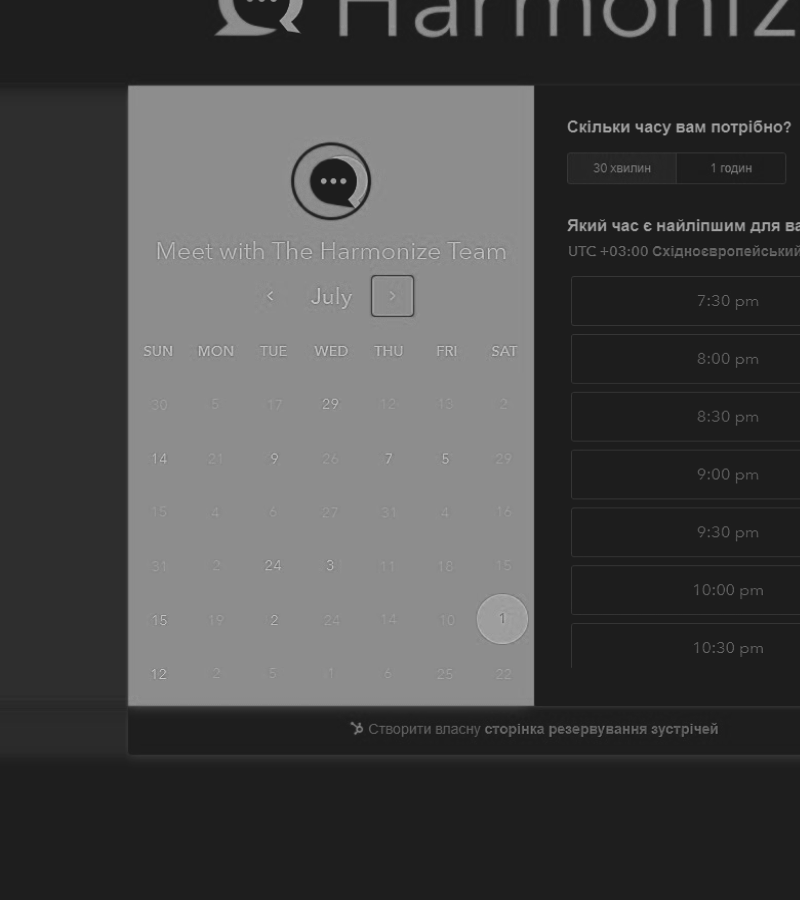 Harmoniz
Meet with The Harmonize Team
July
SUN MON TUE WED THU FRI SAT
30 5 17 29 12 13 2
14 21 9 26 7 5 29
15 4 6 27 31 4 16
31 2 24 3 11 18 15
15 19 2 24 14 10 1
12 2 5 1 6 25 22
Скільки часу вам потрібно?
30 хвилин 1 годин
Який час є найліпшим для ва
UTC +03:00 Східноєвропейський
7:30 pm
8:00 pm
8:30 pm
9:00 pm
9:30 pm
10:00 pm
10:30 pm
Створити власну сторінка резервування зустрічей